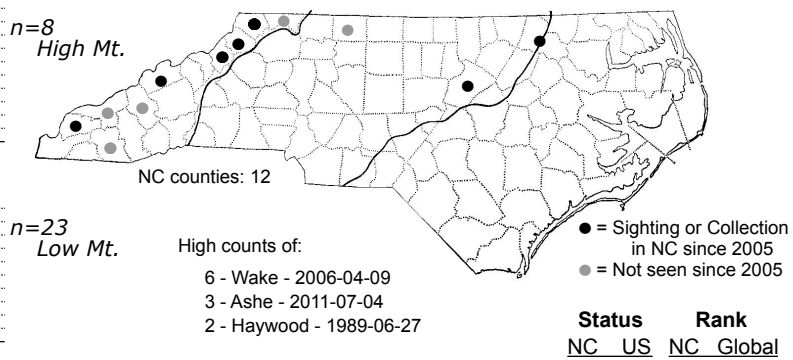 n=8
High Mt.
NC counties: 12
n=23
Low Mt.
High counts of:
6 - Wake - 2006-04-09
3 - Ashe - 2011-07-04
2 - Haywood - 1989-06-27
● = Sighting or Collection
in NC since 2005
● = Not seen since 2005
Status Rank
NC US NC Global